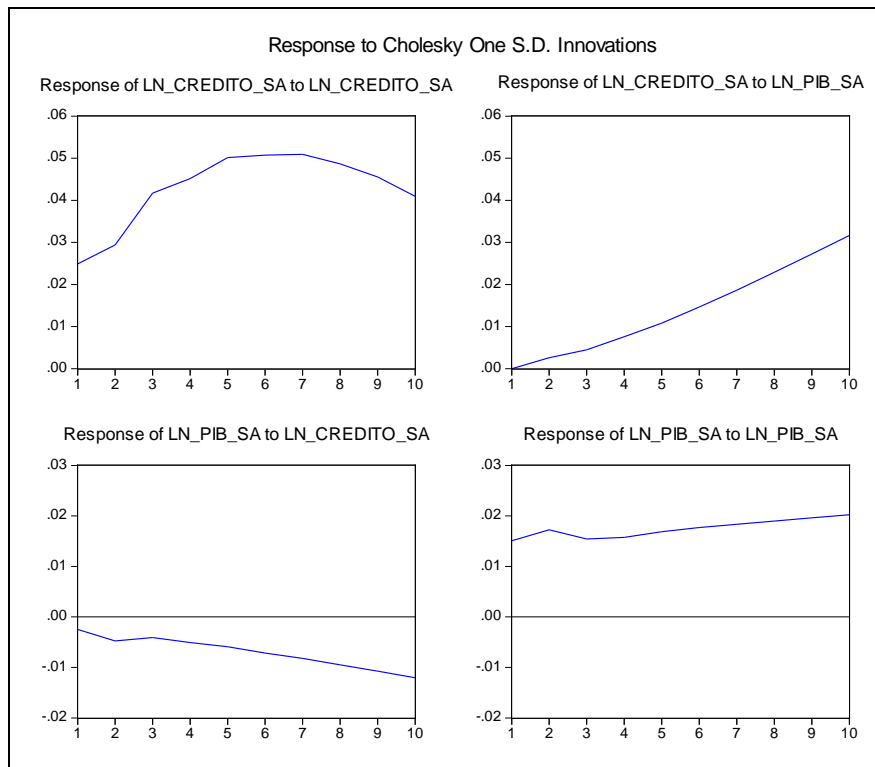 Response to Cholesky One S.D. Innovations
Response of LN_CREDITO_SA to LN_CREDITO_SA
.06
.05
.04
.03
.02
.01
.00
1 2 3 4 5 6 7 8 9 10
Response of LN_CREDITO_SA to LN_PIB_SA
.06
.05
.04
.03
.02
.01
.00
1 2 3 4 5 6 7 8 9 10
Response of LN_PIB_SA to LN_CREDITO_SA
.03
.02
.01
.00
-.01
-.02
1 2 3 4 5 6 7 8 9 10
Response of LN_PIB_SA to LN_PIB_SA
.03
.02
.01
.00
-.01
-.02
1 2 3 4 5 6 7 8 9 10